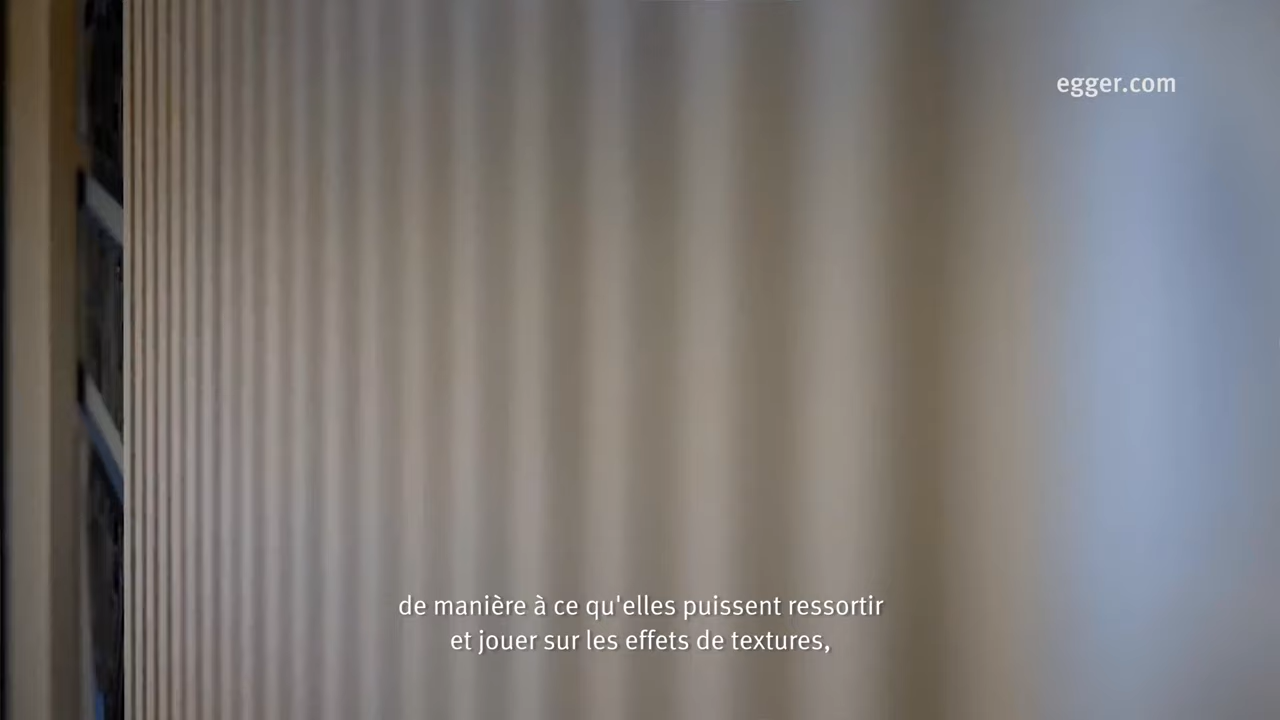 egger.com
de manière à ce qu'elles puissent ressortir
et jouer sur les effets de textures,